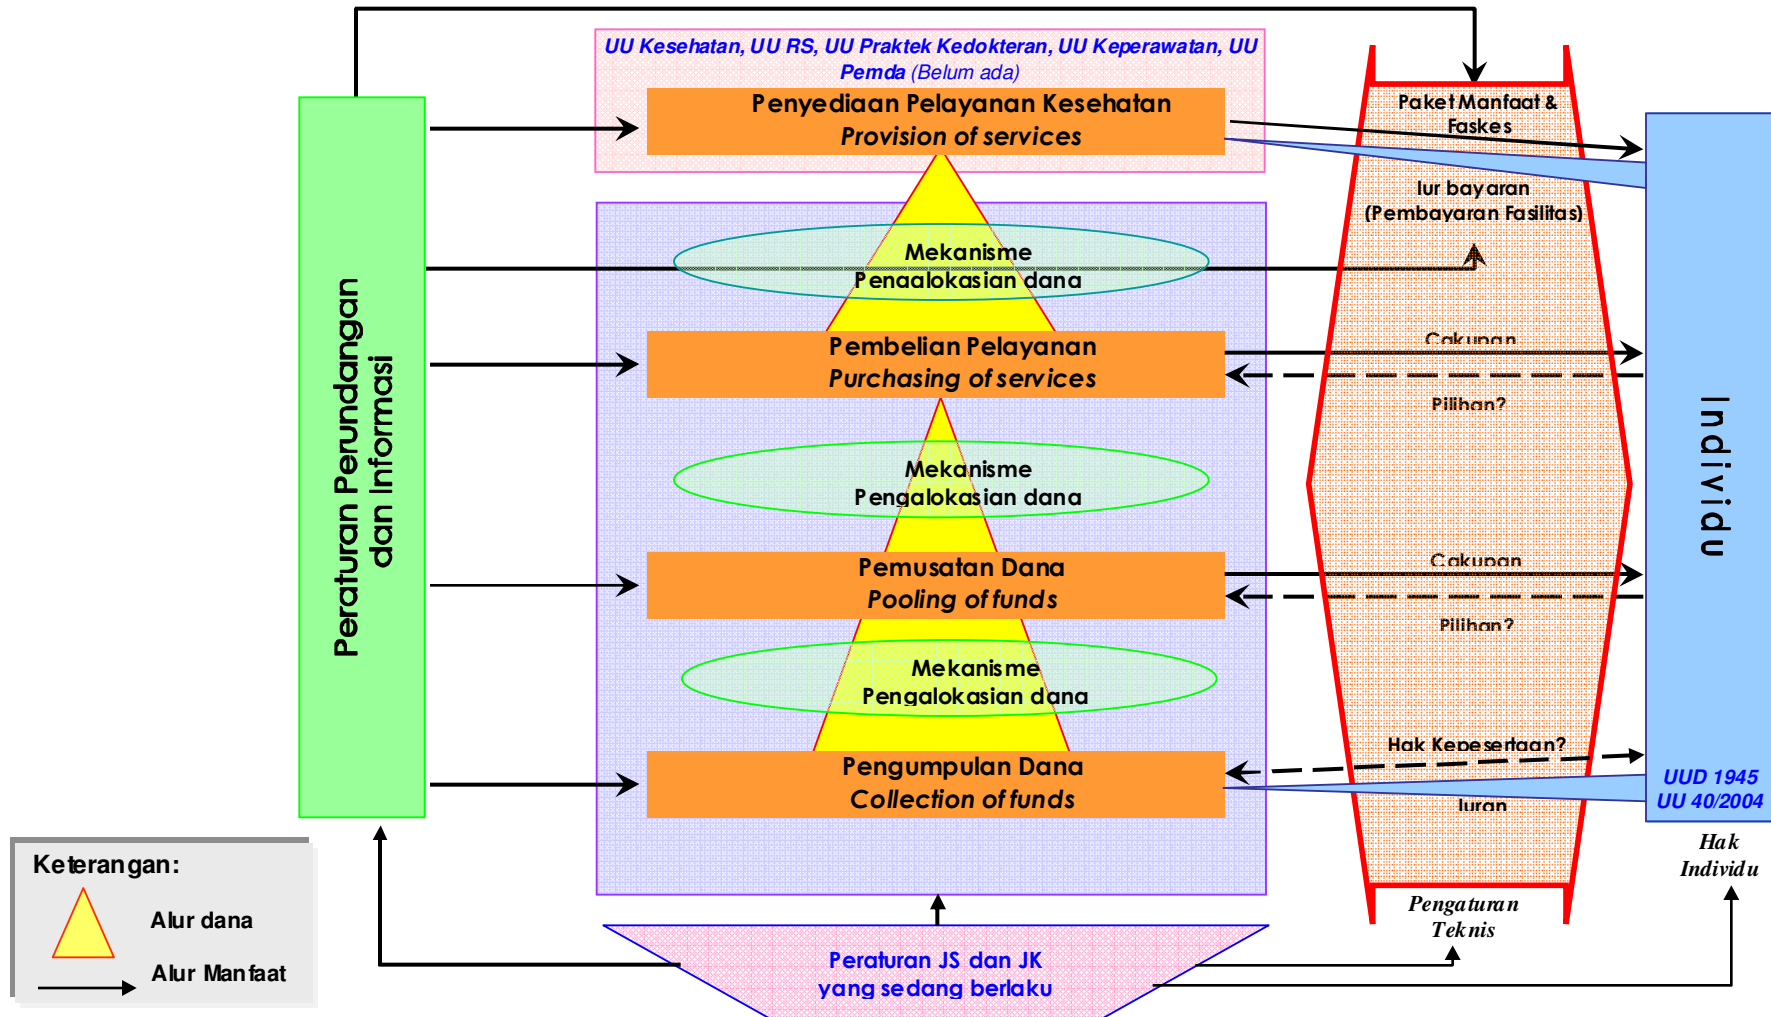 UU Kesehatan, UU RS, UU Praktek Kedokteran, UU Keperawatan, UU
Pemda (Belum ada)
Penyediaan Pelayanan Kesehatan
Provision of services
Paket Manfaat &
Faskes
Iur bayaran
(Pembayaran Fasilitas)
Mekanisme
Pengalokasian dana
Peraturan Perundangan
dan Informasi
Pembelian Pelayanan
Purchasing of services
Cakupan
Pilihan?
Individu
Mekanisme
Pengalokasian dana
Pemusatan Dana
Pooling of funds
Cakupan
Pilihan?
Mekanisme
Pengalokasian dana
Hak Kepesertaan?
Pengumpulan Dana
Collection of funds
Iuran
UUD 1945
UU 40/2004
Hak
Individu
Keterangan:
Alur dana
Alur Manfaat
Pengaturan
Teknis
Peraturan JS dan JK
yang sedang berlaku